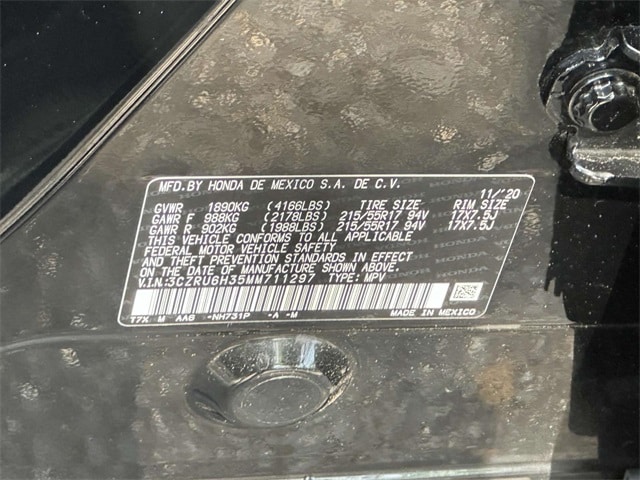 MFD.BY HONDA DE MEXICO S.A. DE C.V.
11/'20
GVWR 1890KG (4166LBS) TIRE SIZE RIM SIZE
GAWR F 988KG (2178LBS) 215/55R17 94V 17X7.5J
GAWR R 902KG (1988LBS) 215/55R17 94V 17X7.5J
THIS VEHICLE CONFORMS TO ALL APPLICABLE
FEDERAL MOTOR VEHICLE SAFETY
AND THEFT PREVENTION STANDARDS IN EFFECT
ON THE DATE OF MANUFACTURE SHOWN ABOVE.
V.I.N:3CZRU6H35MM711297 TYPE: MPV
T7X M AA6 -NH731P -A -M MADE IN MEXICO